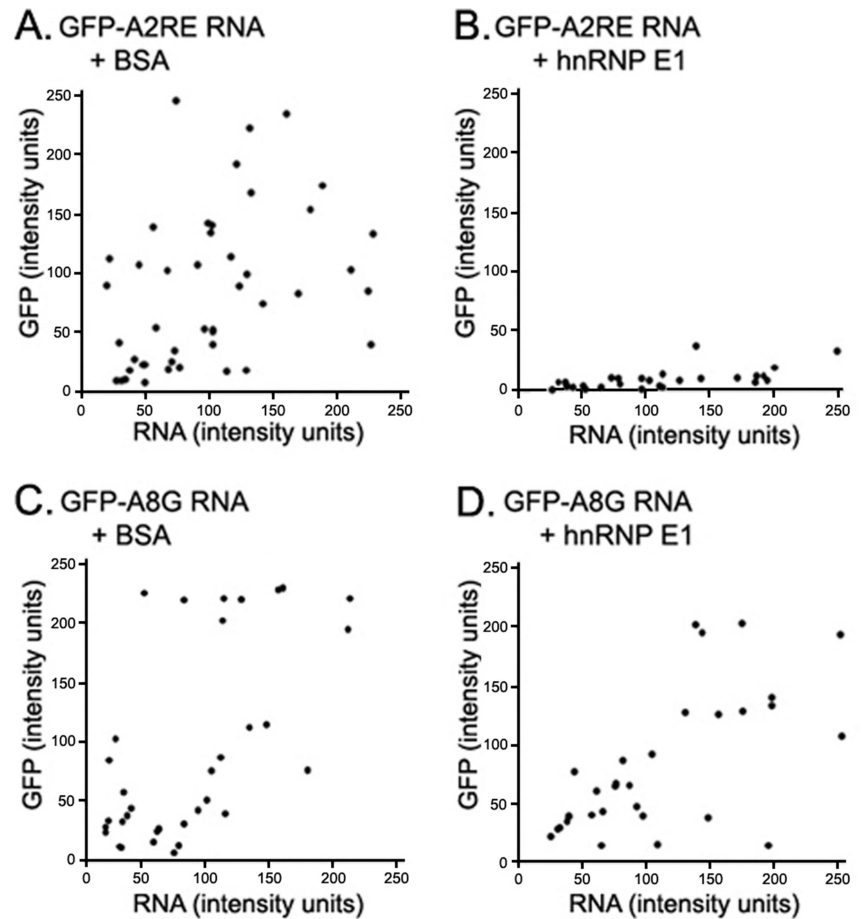 A. GFP-A2RE RNA
+ BSA
GFP (intensity units)
250
200
150
100
50
0
0 50 100 150 200 250
RNA (intensity units)
B. GFP-A2RE RNA
+ hnRNP E1
GFP (intensity units)
250
200
150
100
50
0
0 50 100 150 200 250
RNA (intensity units)
C. GFP-A8G RNA
+ BSA
GFP (intensity units)
250
200
150
100
50
0
0 50 100 150 200 250
RNA (intensity units)
D. GFP-A8G RNA
+ hnRNP E1
GFP (intensity units)
250
200
150
100
50
0
0 50 100 150 200 250
RNA (intensity units)